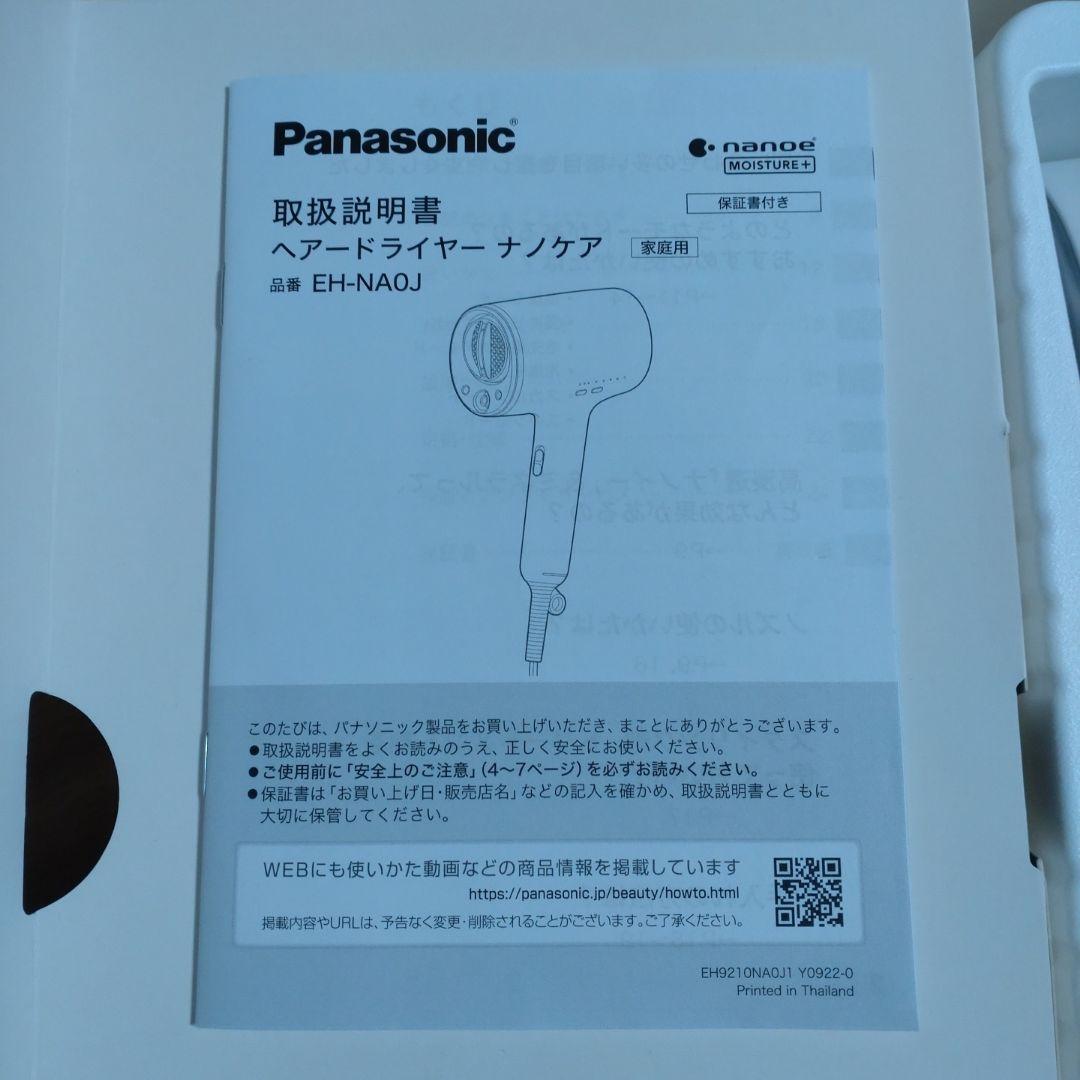 Panasonic®
nanoe®
MOISTURE+
取扱説明書
保証書付き
ヘアードライヤー ナノケア 家庭用
品番 EH-NA0J
このたびは、パナソニック製品をお買い上げいただき、まことにありがとうございます。
●取扱説明書をよくお読みのうえ、正しく安全にお使いください。
●ご使用前に「安全上のご注意」(4〜7ページ)を必ずお読みください。
●保証書は「お買い上げ日・販売店名」などの記入を確かめ、取扱説明書とともに
大切に保管してください。
WEBにも使いかた動画などの商品情報を掲載しています
https://panasonic.jp/beauty/howto.html
掲載内容やURLは、予告なく変更・削除されることがございます。ご了承ください。
EH9210NA0J1 Y0922-0
Printed in Thailand